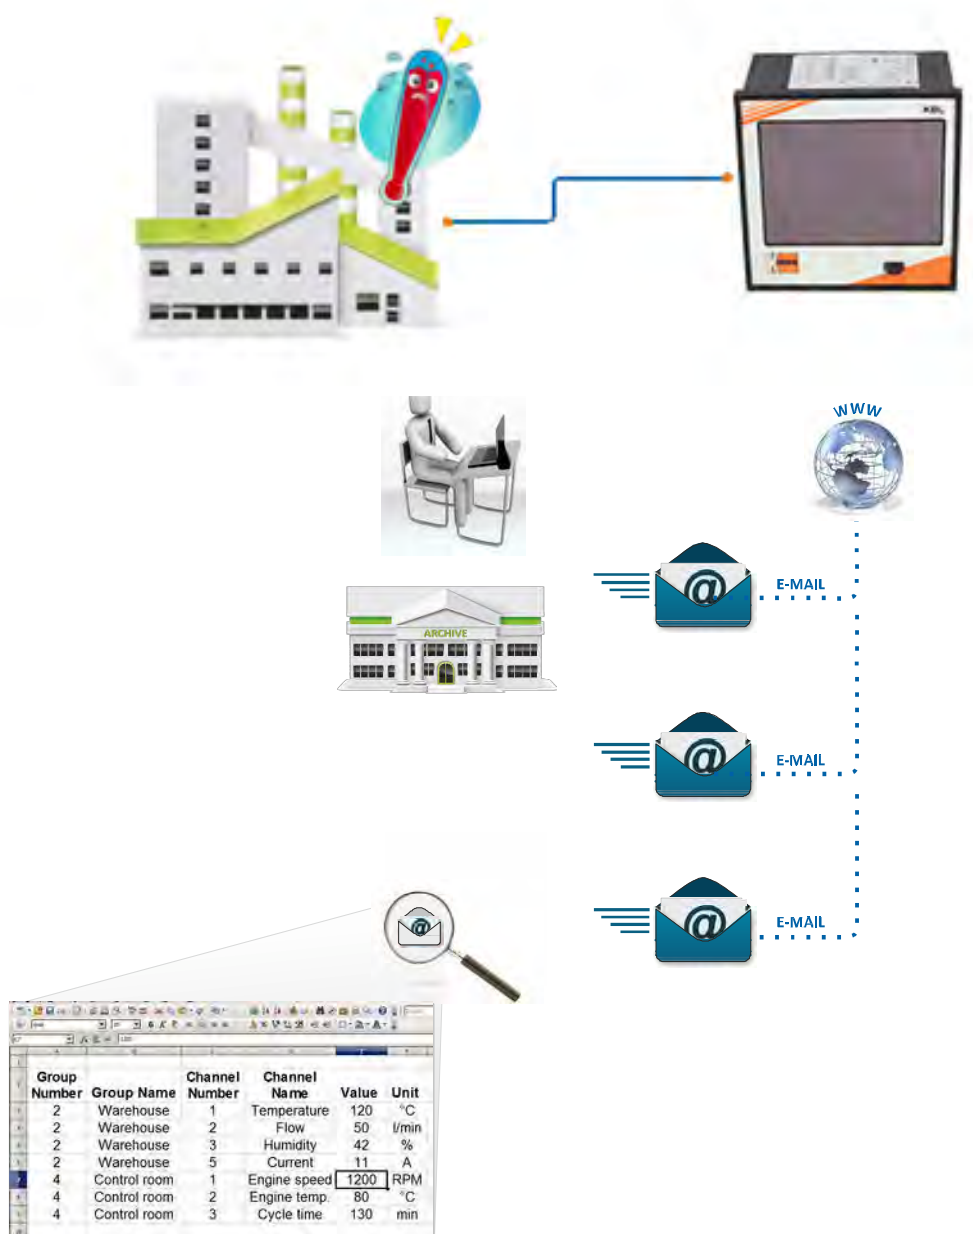 WWW
E-MAIL
ARCHIVE
E-MAIL
E-MAIL
Group Number Group Name Channel Number Channel Name Value Unit
2 Warehouse 1 Temperature 120 °C
2 Warehouse 2 Flow 50 l/min
2 Warehouse 3 Humidity 42 %
2 Warehouse 5 Current 11 A
4 Control room 1 Engine speed 1200 RPM
4 Control room 2 Engine temp. 80 °C
4 Control room 3 Cycle time 130 min